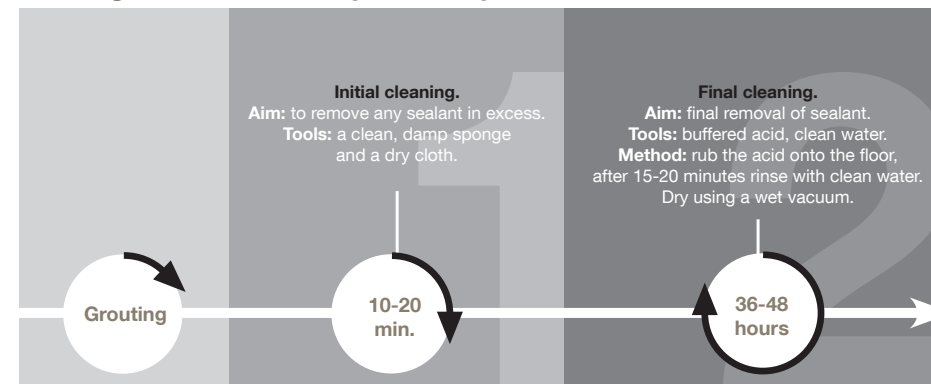 Initial cleaning.
Aim: to remove any sealant in excess.
Tools: a clean, damp sponge
and a dry cloth.
Final cleaning.
Aim: final removal of sealant.
Tools: buffered acid, clean water.
Method: rub the acid onto the floor,
after 15-20 minutes rinse with clean water.
Dry using a wet vacuum.
1
2
Grouting
10-20
min.
36-48
hours